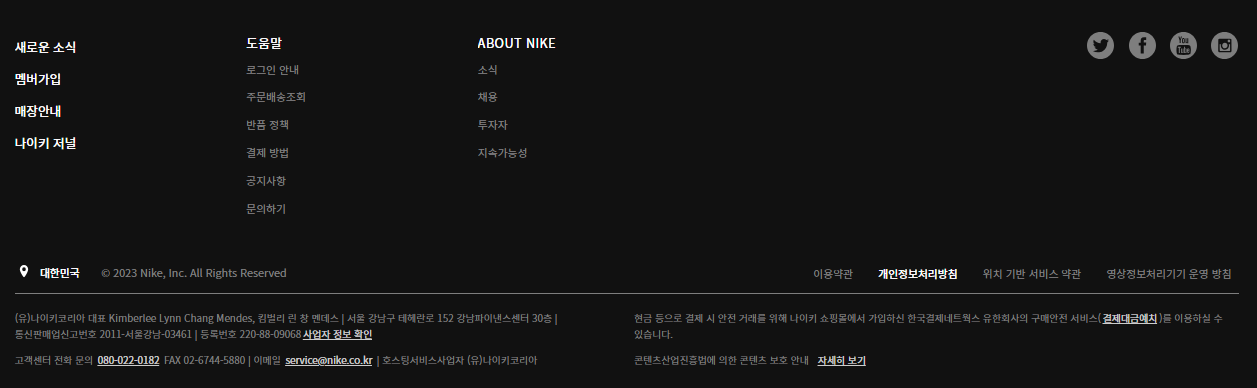 새로운 소식
멤버가입
매장안내
나이키 저널
도움말
로그인 안내
주문배송조회
반품 정책
결제 방법
공지사항
문의하기
ABOUT NIKE
소식
채용
투자자
지속가능성
You Tube
대한민국 © 2023 Nike, Inc. All Rights Reserved
이용약관 개인정보처리방침 위치 기반 서비스 약관 영상정보처리기기 운영 방침
(유)나이키코리아 대표 Kimberlee Lynn Chang Mendes, 킴벌리 린 창 멘데스 | 서울 강남구 테헤란로 152 강남파이낸스센터 30층 |
통신판매업신고번호 2011-서울강남-03461 | 등록번호 220-88-09068 사업자 정보 확인
고객센터 전화 문의 080-022-0182 FAX 02-6744-5880 | 이메일 service@nike.co.kr | 호스팅서비스사업자 (유)나이키코리아
현금 등으로 결제 시 안전 거래를 위해 나이키 쇼핑몰에서 가입하신 한국결제네트웍스 유한회사의 구매안전 서비스(결제대금예치)를 이용하실 수
있습니다.
콘텐츠산업진흥법에 의한 콘텐츠 보호 안내 자세히 보기